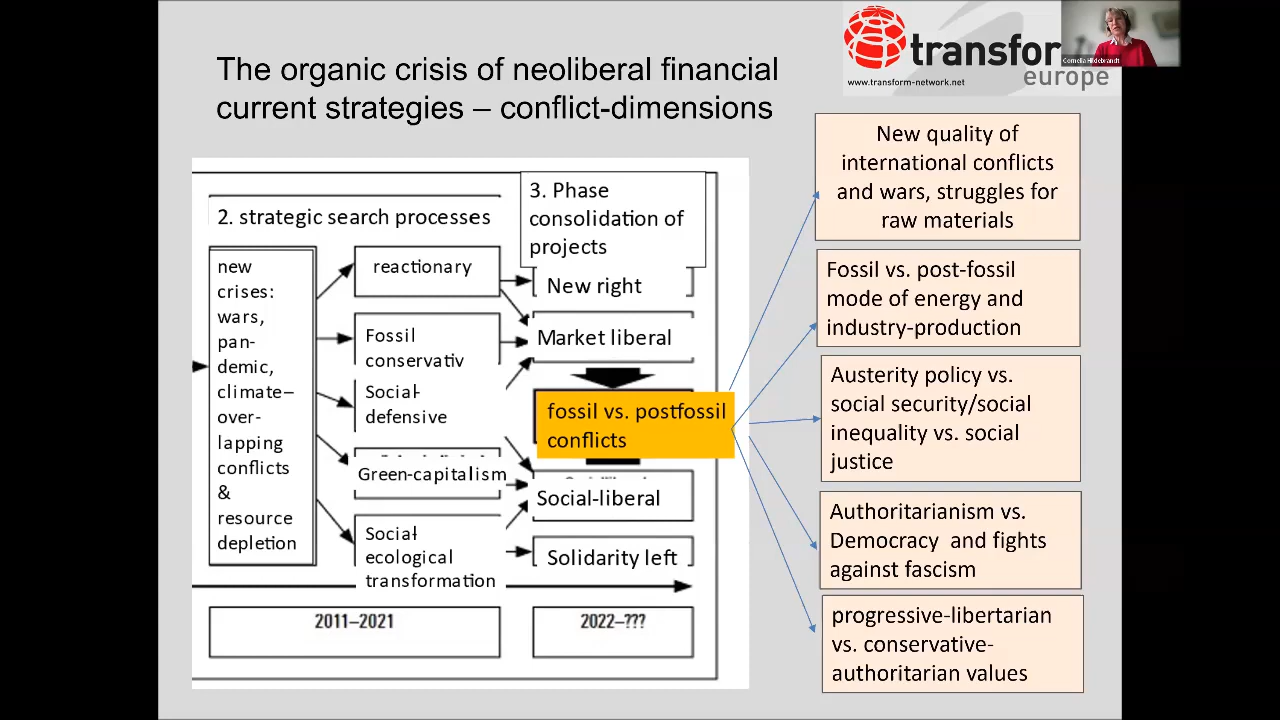 The organic crisis of neoliberal financial
current strategies – conflict-dimensions
transfor
europe
www.transform-network.net
Cornelia Hildebrandt
2. strategic search processes
3. Phase
consolidation of
projects
new
crises:
wars,
pan-
demic,
climate–
over-
lapping
conflicts
&
resource
depletion
reactionary
Fossil
conservativ
Social-
defensive
Green-capitalism
Social-
ecological
transformation
New right
Market liberal
fossil vs. postfossil
conflicts
Social-liberal
Solidarity left
2011–2021
2022–???
New quality of
international conflicts
and wars, struggles for
raw materials
Fossil vs. post-fossil
mode of energy and
industry-production
Austerity policy vs.
social security/social
inequality vs. social
justice
Authoritarianism vs.
Democracy and fights
against fascism
progressive-libertarian
vs. conservative-
authoritarian values